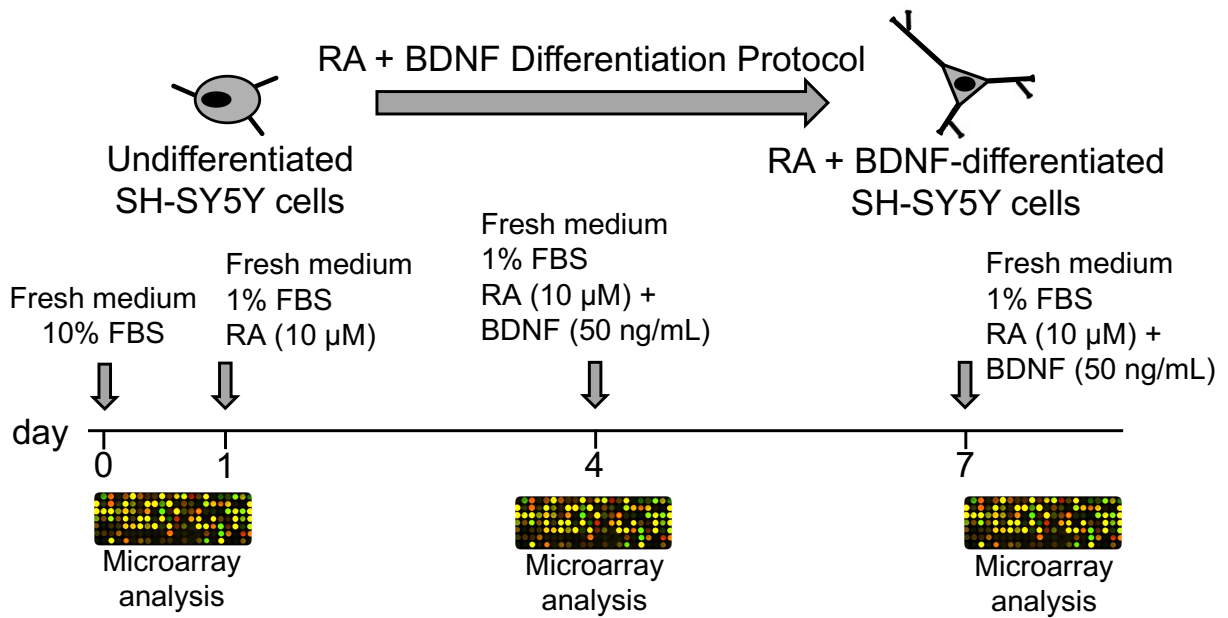 RA + BDNF Differentiation Protocol
Undifferentiated
SH-SY5Y cells
RA + BDNF-differentiated
SH-SY5Y cells
Fresh medium
10% FBS
Fresh medium
1% FBS
RA (10 µM)
Fresh medium
1% FBS
RA (10 µM) +
BDNF (50 ng/mL)
Fresh medium
1% FBS
RA (10 µM) +
BDNF (50 ng/mL)
day
0
1
4
7
Microarray
analysis
Microarray
analysis
Microarray
analysis